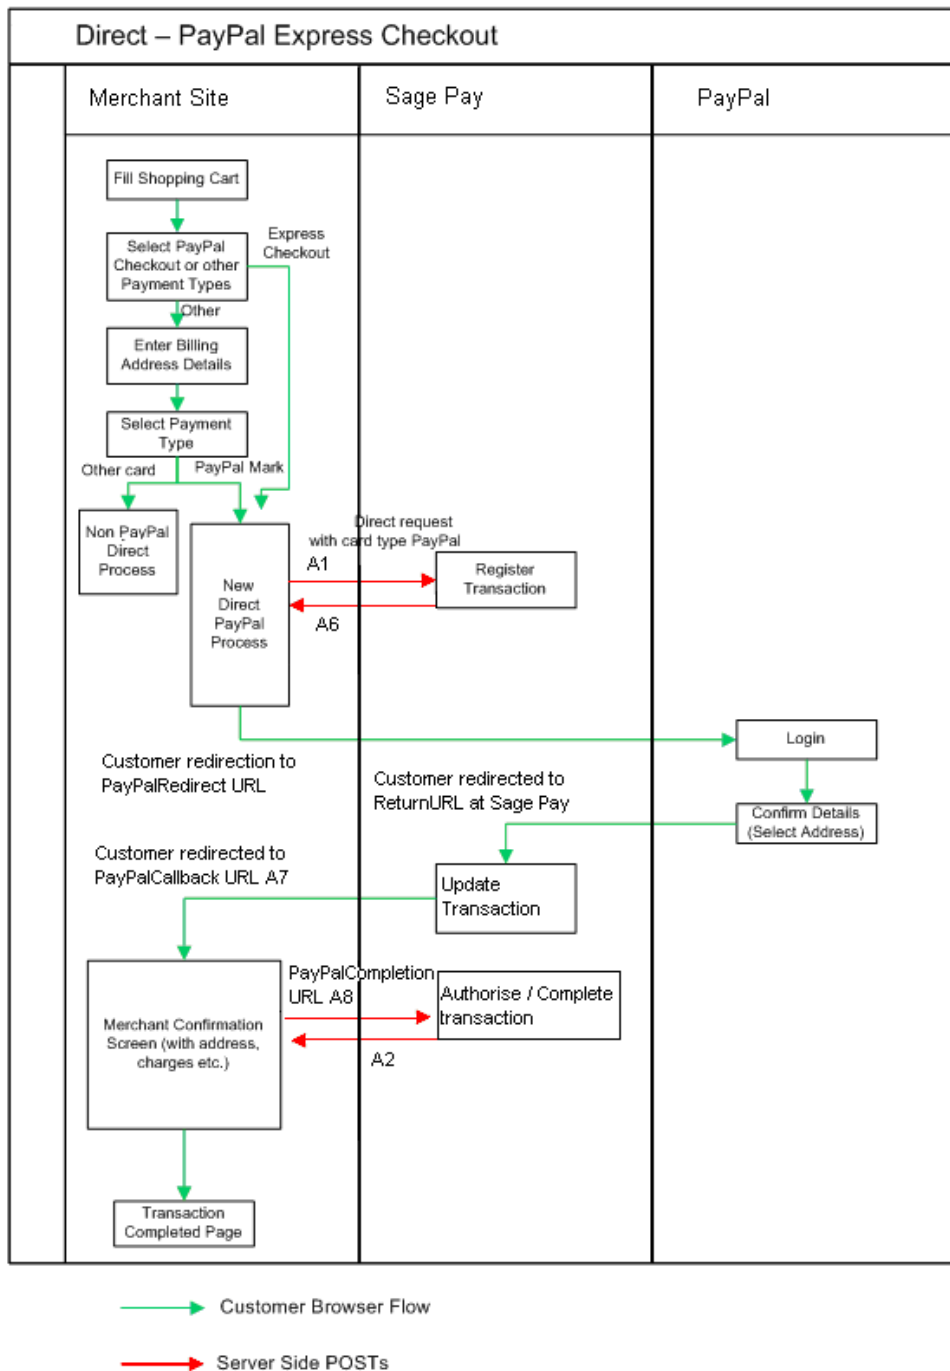 Direct – PayPal Express Checkout
Merchant Site
Sage Pay
PayPal
Fill Shopping Cart
Select PayPal
Checkout or other
Payment Types
Express
Checkout
Other
Enter Billing
Address Details
Select Payment
Type
Other card
PayPal Mark
Non PayPal
Direct
Process
New
Direct
PayPal
Process
Direct request
with card type PayPal
A1
A6
Register
Transaction
Login
Customer redirection to
PayPalRedirect URL
Customer redirected to
ReturnURL at Sage Pay
Confirm Details
(Select Address)
Customer redirected to
PayPalCallback URL A7
Update
Transaction
PayPalCompletion
URL A8
Authorise / Complete
transaction
A2
Merchant Confirmation
Screen (with address,
charges etc.)
Transaction
Completed Page
Customer Browser Flow
Server Side POSTs